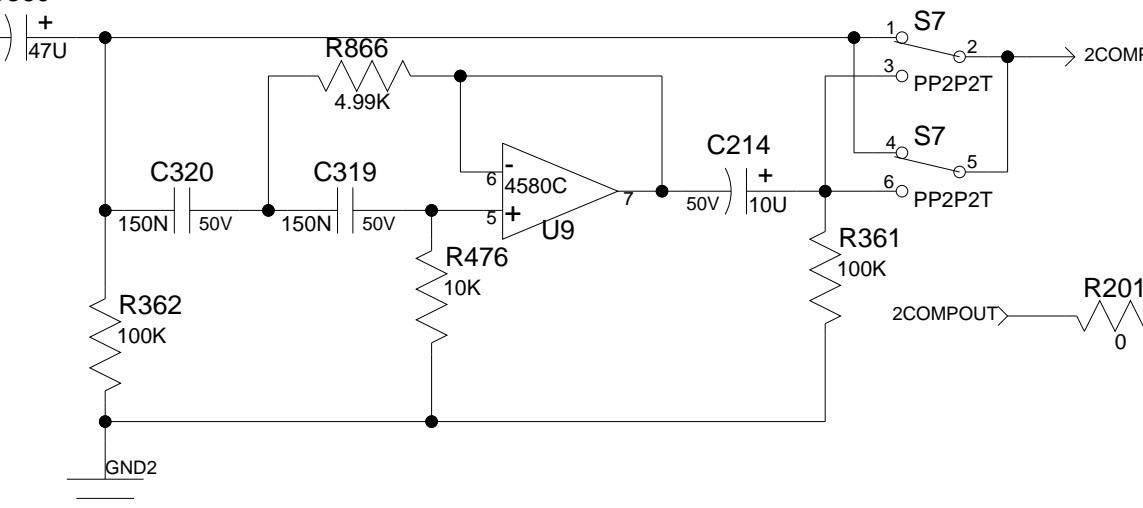 +
47U
R866
4.99K
1
S7
2
3
PP2P2T
4
S7
5
6
PP2P2T
C320
150N
50V
C319
150N
50V
-
6
4580C
5
+
7
U9
C214
50V
+
10U
R476
10K
R361
100K
R362
100K
2COMPOUT
R201
0
GND2